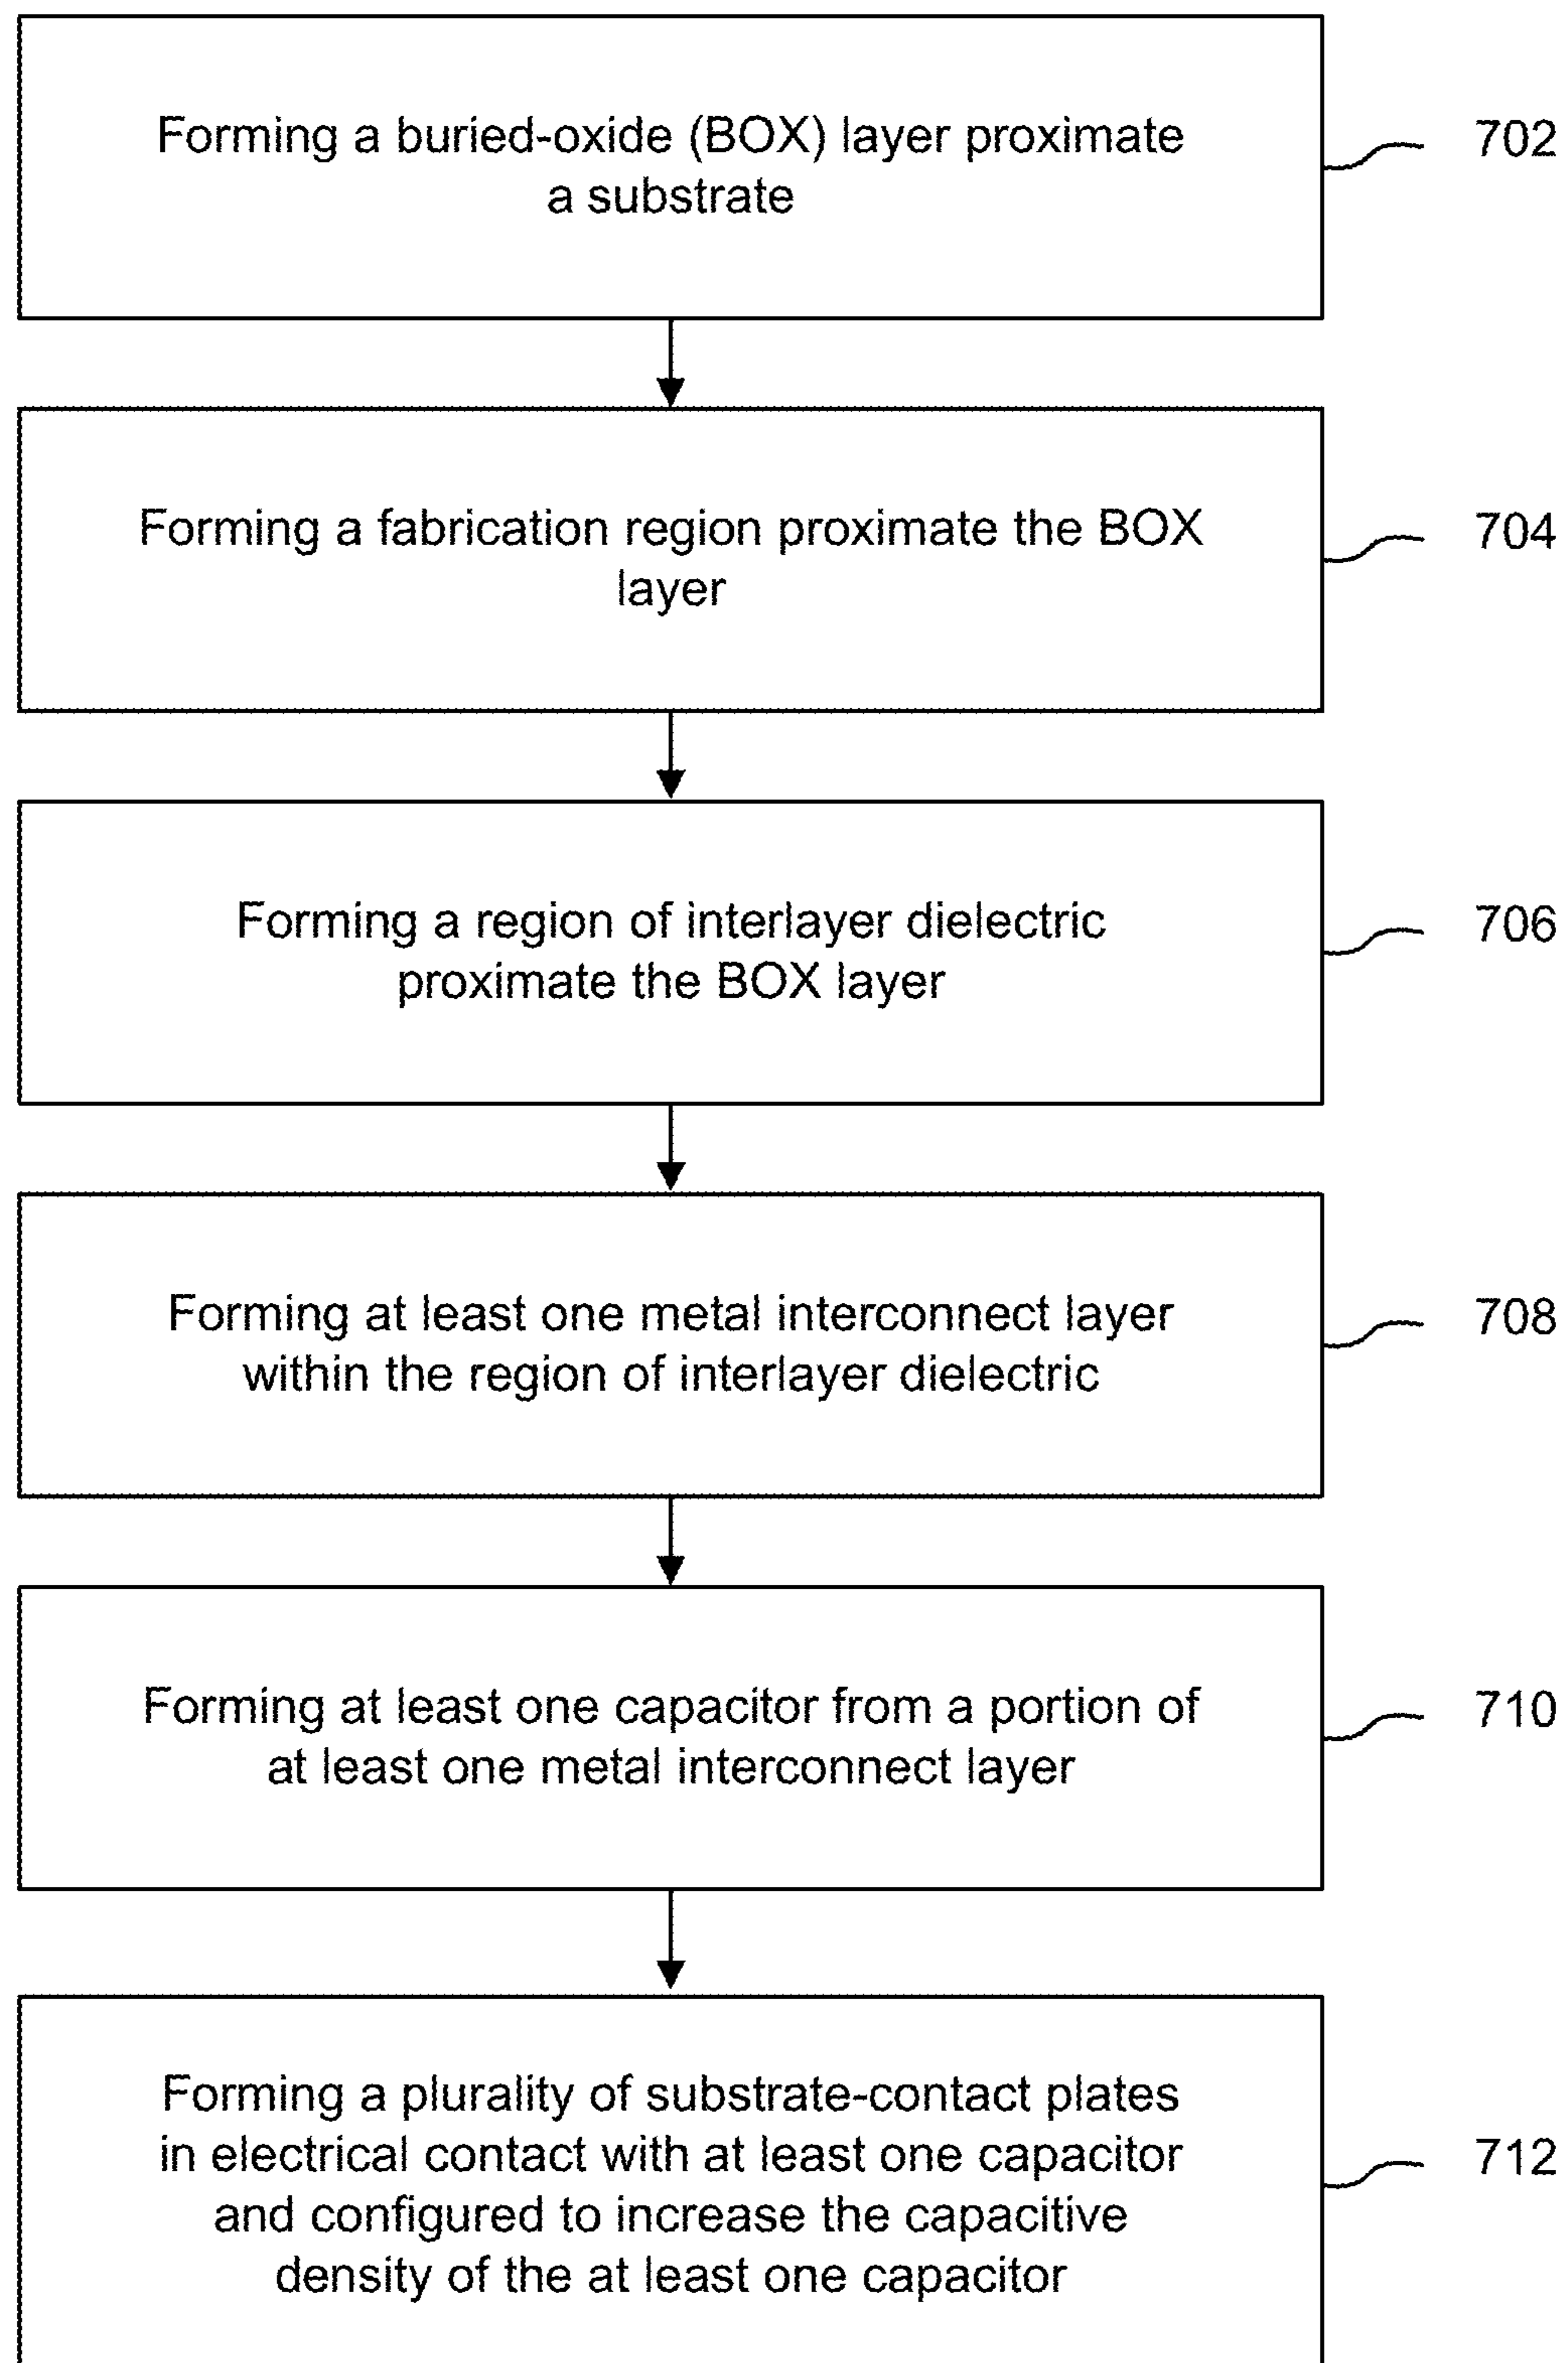 Forming a buried-oxide (BOX) layer proximate
a substrate
702
Forming a fabrication region proximate the BOX
layer
704
Forming a region of interlayer dielectric
proximate the BOX layer
706
Forming at least one metal interconnect layer
within the region of interlayer dielectric
708
Forming at least one capacitor from a portion of
at least one metal interconnect layer
710
Forming a plurality of substrate-contact plates
in electrical contact with at least one capacitor
and configured to increase the capacitive
density of the at least one capacitor
712